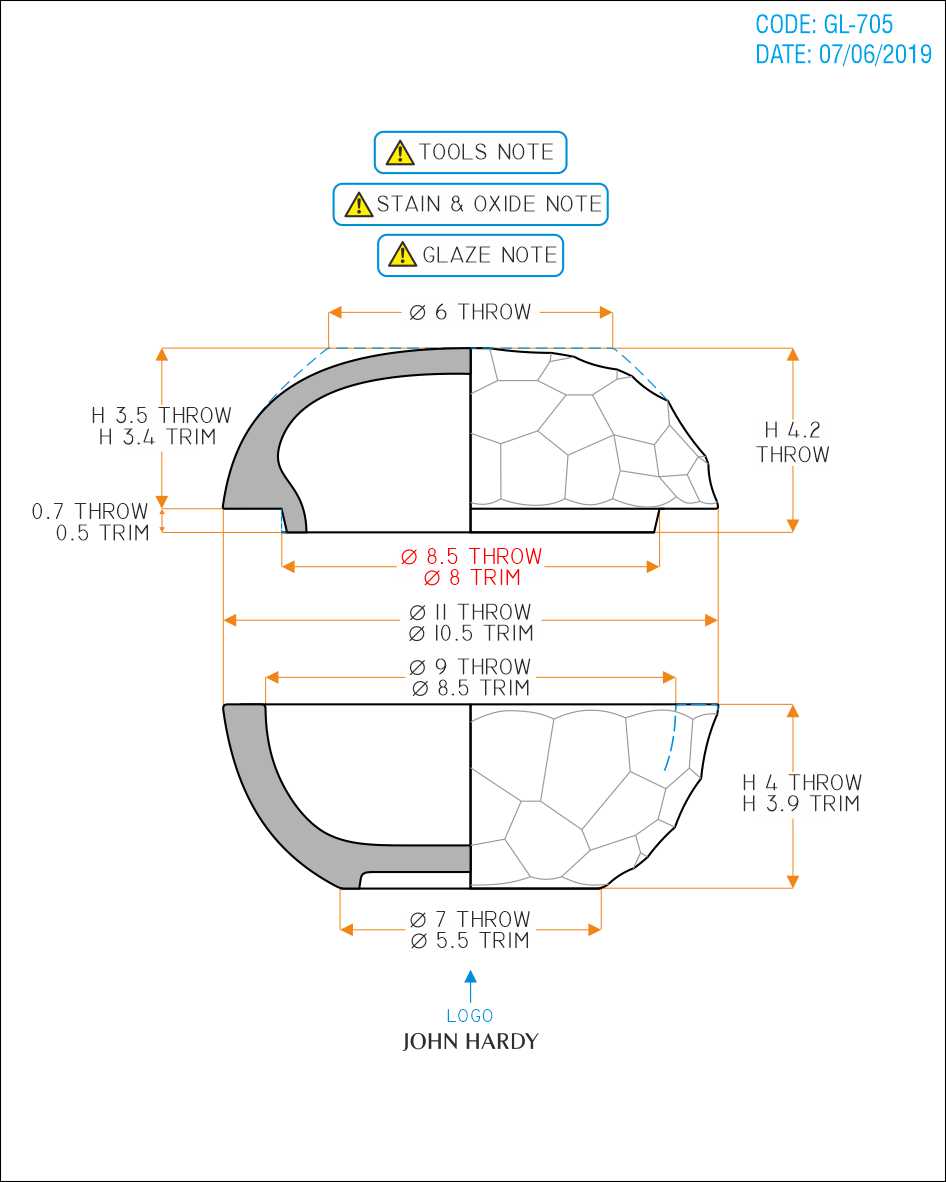 CODE: GL-705
DATE: 07/06/2019
TOOLS NOTE
STAIN & OXIDE NOTE
GLAZE NOTE
Ø 6 THROW
H 3.5 THROW
H 3.4 TRIM
H 4.2
THROW
0.7 THROW
0.5 TRIM
Ø 8.5 THROW
Ø 8 TRIM
Ø 11 THROW
Ø 10.5 TRIM
Ø 9 THROW
Ø 8.5 TRIM
H 4 THROW
H 3.9 TRIM
Ø 7 THROW
Ø 5.5 TRIM
LOGO
JOHN HARDY